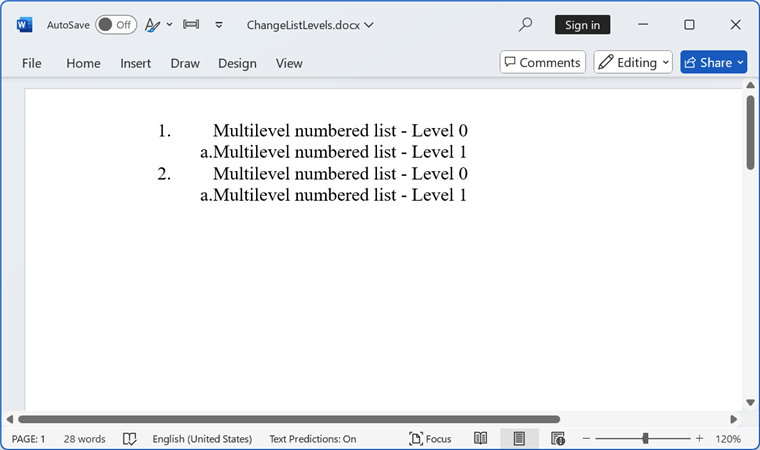 AutoSave Off ChangeListLevels.docx Sign in
File Home Insert Draw Design View Comments Editing Share
1. Multilevel numbered list - Level 0
a.Multilevel numbered list - Level 1
2. Multilevel numbered list - Level 0
a.Multilevel numbered list - Level 1
PAGE: 1 28 words English (United States) Text Predictions: On Focus 120%